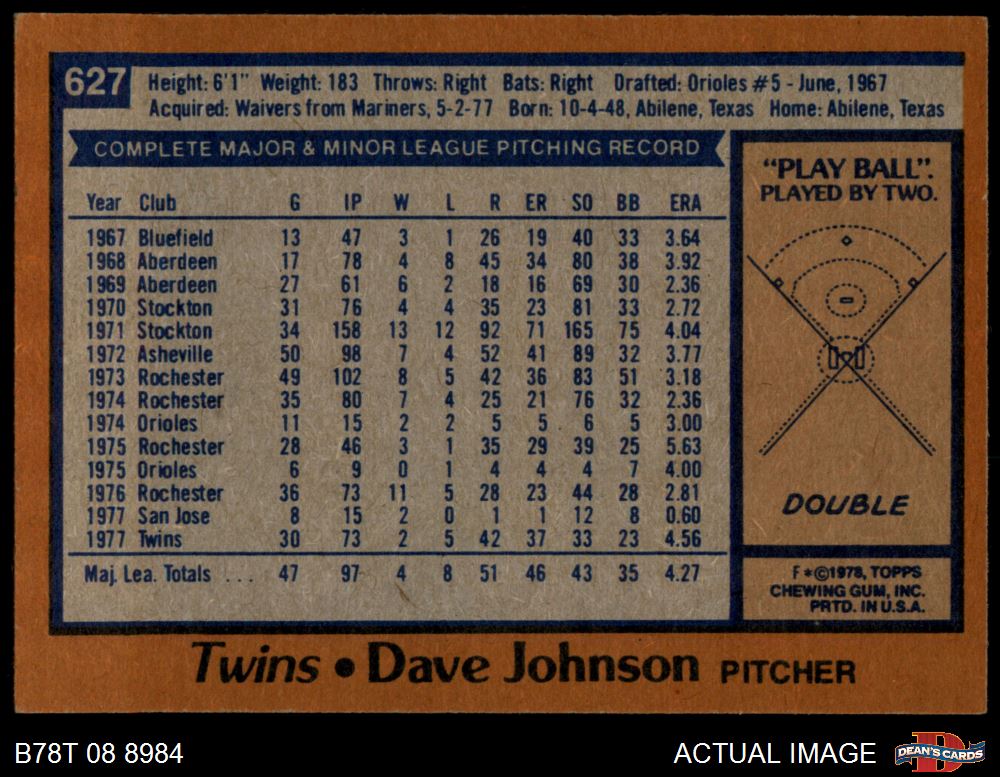 627
Height: 6'1" Weight: 183 Throws: Right Bats: Right Drafted: Orioles #5 - June, 1967
Acquired: Waivers from Mariners, 5-2-77 Born: 10-4-48, Abilene, Texas Home: Abilene, Texas
COMPLETE MAJOR & MINOR LEAGUE PITCHING RECORD
Year Club G IP W L R ER SO BB ERA
1967 Bluefield 13 47 3 1 26 19 40 33 3.64
1968 Aberdeen 17 78 4 8 45 34 80 38 3.92
1969 Aberdeen 27 61 6 2 18 16 69 30 2.36
1970 Stockton 31 76 4 4 35 23 81 33 2.72
1971 Stockton 34 158 13 12 92 71 165 75 4.04
1972 Asheville 50 98 7 4 52 41 89 32 3.77
1973 Rochester 49 102 8 5 42 36 83 51 3.18
1974 Rochester 35 80 7 4 25 21 76 32 2.36
1974 Orioles 11 15 2 2 5 5 6 5 3.00
1975 Rochester 28 46 3 1 35 29 39 25 5.63
1975 Orioles 6 9 0 1 4 4 4 7 4.00
1976 Rochester 36 73 11 5 28 23 44 28 2.81
1977 San Jose 8 15 2 0 1 1 12 8 0.60
1977 Twins 30 73 2 5 42 37 33 23 4.56
Maj. Lea. Totals ... 47 97 4 8 51 46 43 35 4.27
"PLAY BALL".
PLAYED BY TWO.
DOUBLE
F*©1978, TOPPS
CHEWING GUM, INC.
PRTD. IN U.S.A.
Twins • Dave Johnson PITCHER
B78T 08 8984
ACTUAL IMAGE
D
DEAN'S CARDS